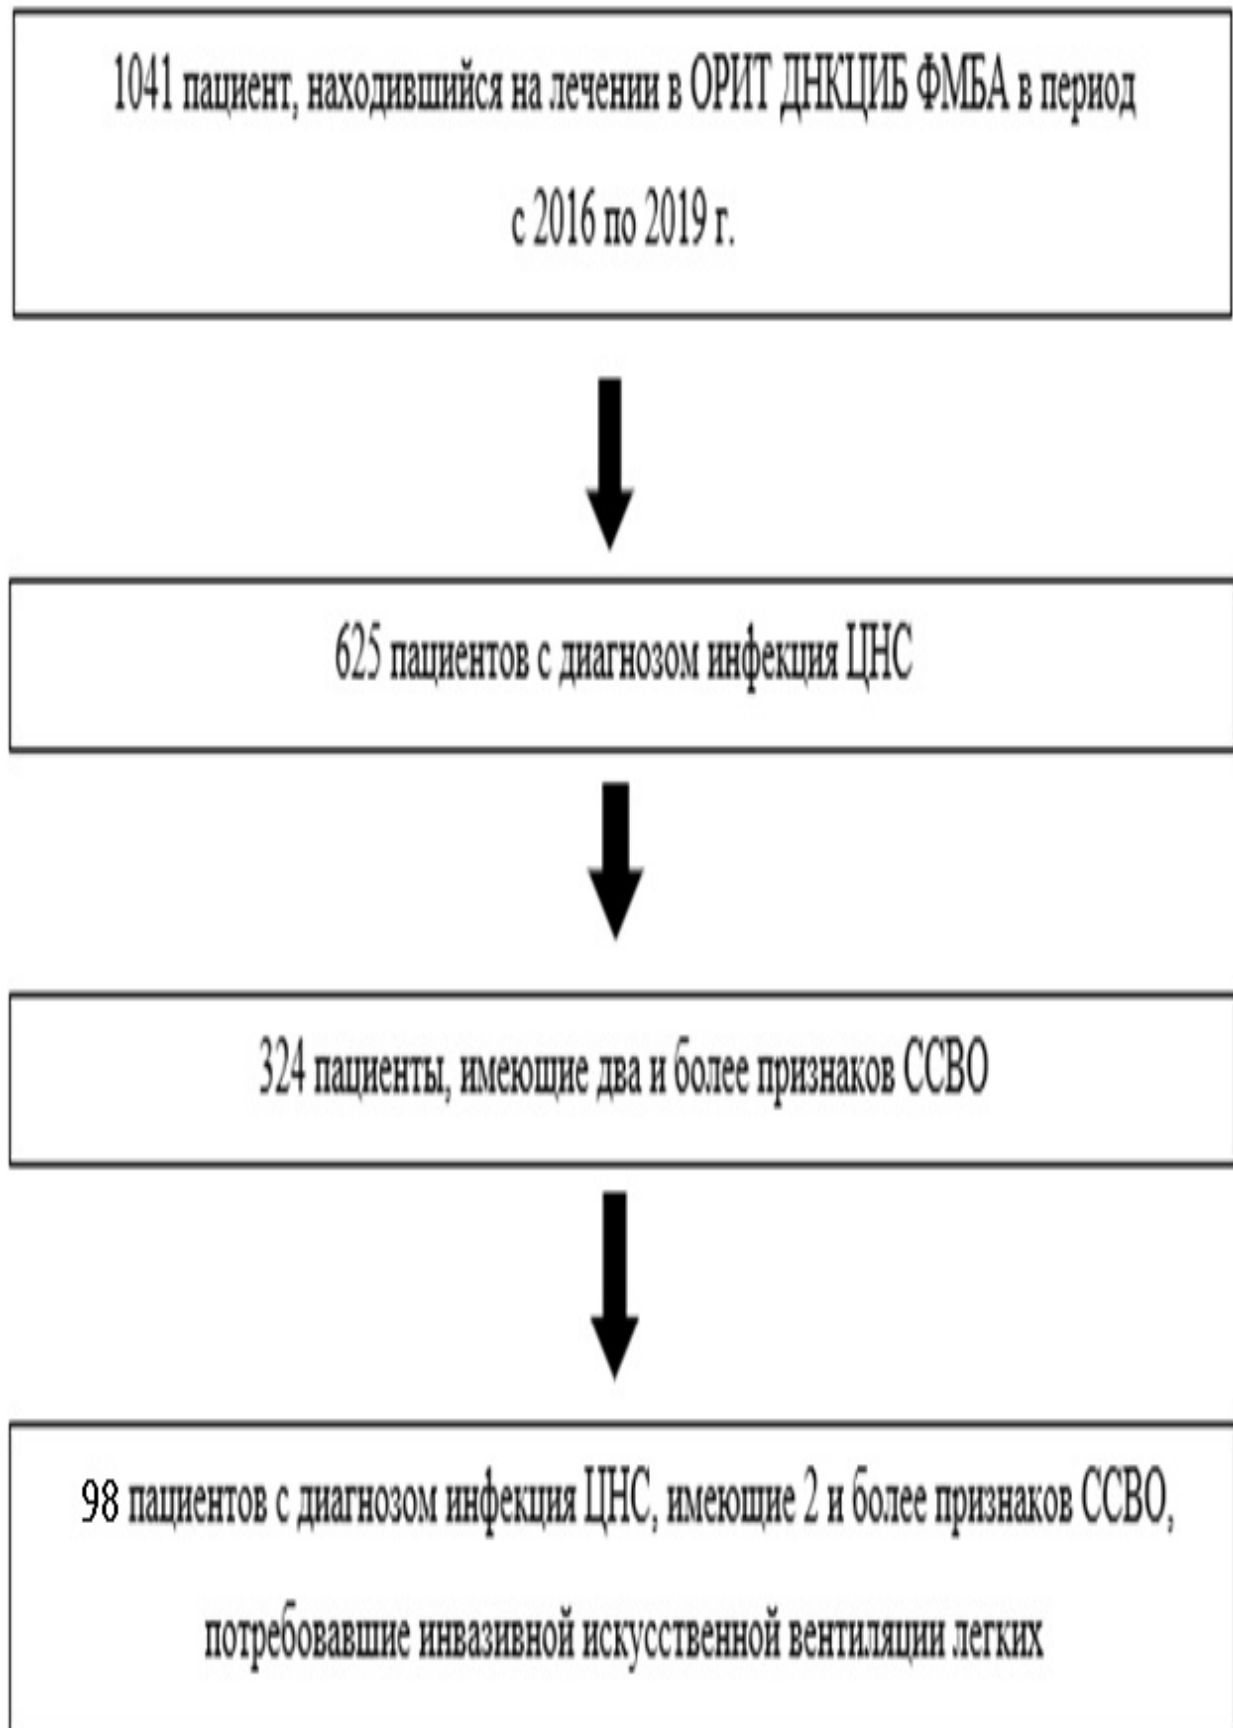 1041 пациент, находившийся на лечении в ОРИТ ДНКЦИБ ФМБА в период
с 2016 по 2019 г.
625 пациентов с диагнозом инфекция ЦНС
324 пациенты, имеющие два и более признаков ССВО
98 пациентов с диагнозом инфекция ЦНС, имеющие 2 и более признаков ССВО,
потребовавшие инвазивной искусственной вентиляции легких